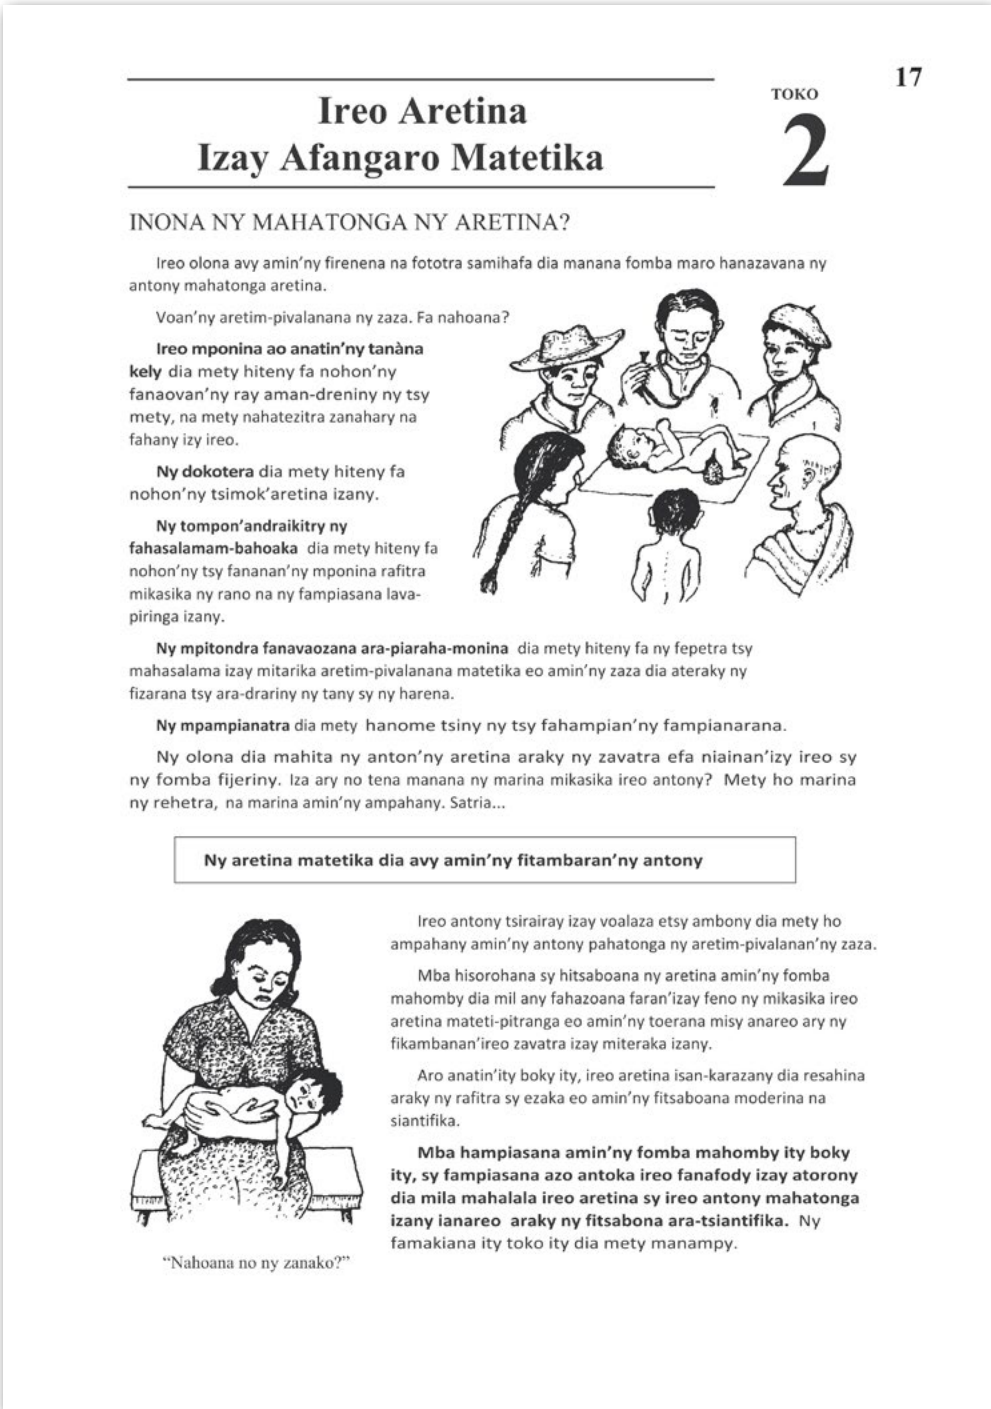 17
TOKO
2
Ireo Aretina
Izay Afangaro Matetika
INONA NY MAHATONGA NY ARETINA?
Ireo olona avy amin’ny firenena na fototra samihafa dia manana fomba maro hanazavana ny
antony mahatonga aretina.
Voan’ny aretim-pivalanana ny zaza. Fa nahoana?
Ireo mponina ao anatin’ny tanàna
kely dia mety hiteny fa nohon’ny
fanaovan’ny ray aman-dreniny ny tsy
mety, na mety nahatezitra zanahary na
fahany izy ireo.
Ny dokotera dia mety hiteny fa
nohon’ny tsimok’aretina izany.
Ny tompon’andraikitry ny
fahasalamam-bahoaka dia mety hiteny fa
nohon’ny tsy fananan’ny mponina rafitra
mikasika ny rano na ny fampiasana lava-
piringa izany.
Ny mpitondra fanavaozana ara-piaraha-monina dia mety hiteny fa ny fepetra tsy
mahasalama izay mitarika aretim-pivalanana matetika eo amin’ny zaza dia ateraky ny
fizarana tsy ara-drariny ny tany sy ny harena.
Ny mpampianatra dia mety hanome tsiny ny tsy fahampian’ny fampianarana.
Ny olona dia mahita ny anton’ny aretina araky ny zavatra efa niainan’izy ireo sy
ny fomba fijeriny. Iza ary no tena manana ny marina mikasika ireo antony? Mety ho marina
ny rehetra, na marina amin’ny ampahany. Satria...
Ny aretina matetika dia avy amin’ny fitambaran’ny antony
Ireo antony tsirairay izay voalaza etsy ambony dia mety ho
ampahany amin’ny antony pahatonga ny aretim-pivalanan’ny zaza.
Mba hisorohana sy hitsaboana ny aretina amin’ny fomba
mahomby dia mil any fahazoana faran’izay feno ny mikasika ireo
aretina mateti-pitranga eo amin’ny toerana misy anareo ary ny
fikambanan’ireo zavatra izay miteraka izany.
Aro anatin’ity boky ity, ireo aretina isan-karazany dia resahina
araky ny rafitra sy ezaka eo amin’ny fitsaboana moderina na
siantifika.
Mba hampiasana amin’ny fomba mahomby ity boky
ity, sy fampiasana azo antoka ireo fanafody izay atorony
dia mila mahalala ireo aretina sy ireo antony mahatonga
izany ianareo araky ny fitsabona ara-tsiantifika. Ny
famakiana ity toko ity dia mety manampy.
“Nahoana no ny zanako?”